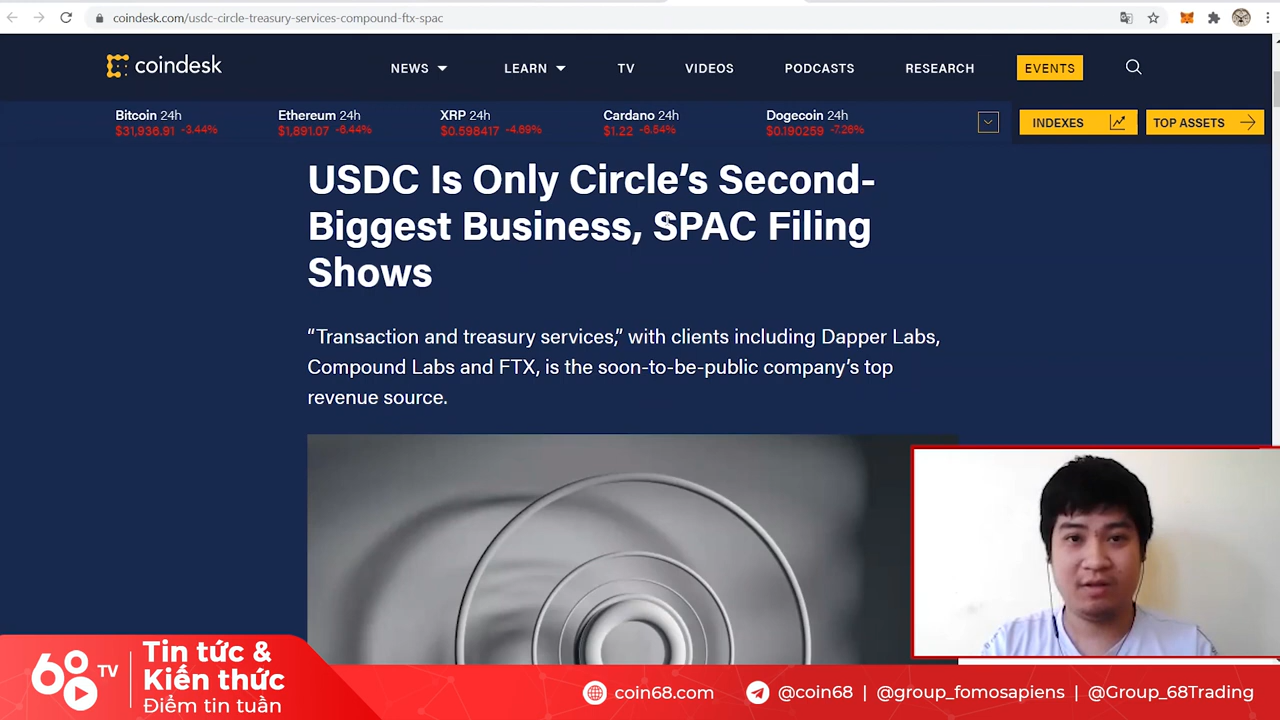 coindesk.com/usdc-circle-treasury-services-compound-ftx-spac
coindesk
NEWS LEARN TV VIDEOS PODCASTS RESEARCH EVENTS
Bitcoin 24h Ethereum 24h XRP 24h Cardano 24h Dogecoin 24h
$31,936.91 -3.44% $1,891.07 -6.44% $0.598417 -4.69% $1.22 -6.54% $0.190259 -7.26%
INDEXES TOP ASSETS
USDC Is Only Circle’s Second-
Biggest Business, SPAC Filing
Shows
“Transaction and treasury services,” with clients including Dapper Labs,
Compound Labs and FTX, is the soon-to-be-public company’s top
revenue source.
68 TV
Tin tức &
Kiến thức
Điểm tin tuần
coin68.com @coin68 | @group_fomosapiens | @Group_68Trading